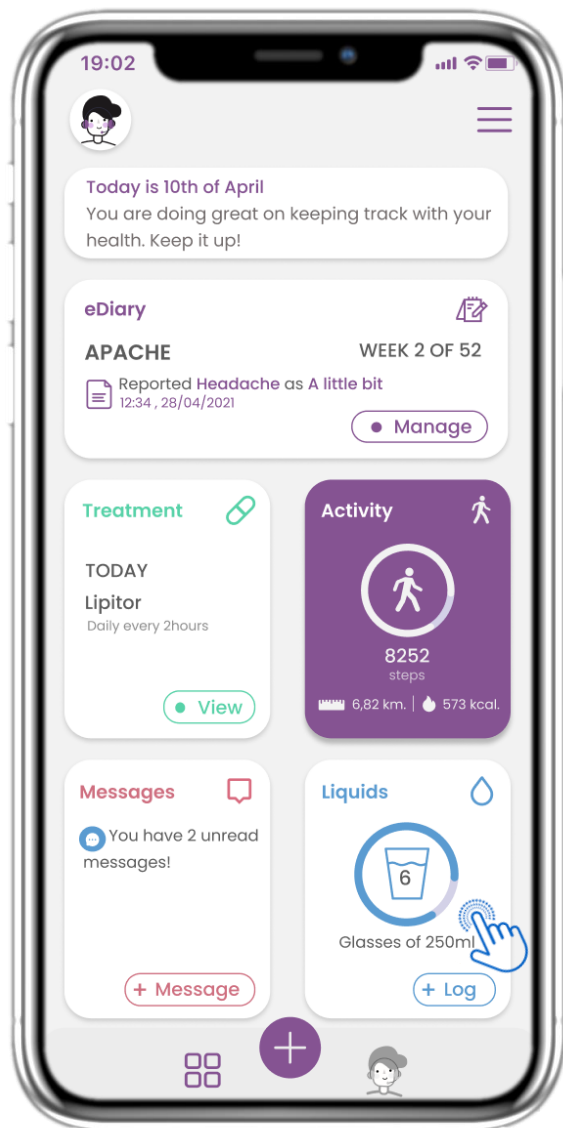 19:02
Today is 10th of April
You are doing great on keeping track with your
health. Keep it up!
eDiary
APACHE
WEEK 2 OF 52
Reported Headache as A little bit
12:34 , 28/04/2021
Manage
Treatment
TODAY
Lipitor
Daily every 2hours
View
Activity
8252
steps
6,82 km.
573 kcal.
Messages
You have 2 unread
messages!
+ Message
Liquids
6
Glasses of 250ml
+ Log